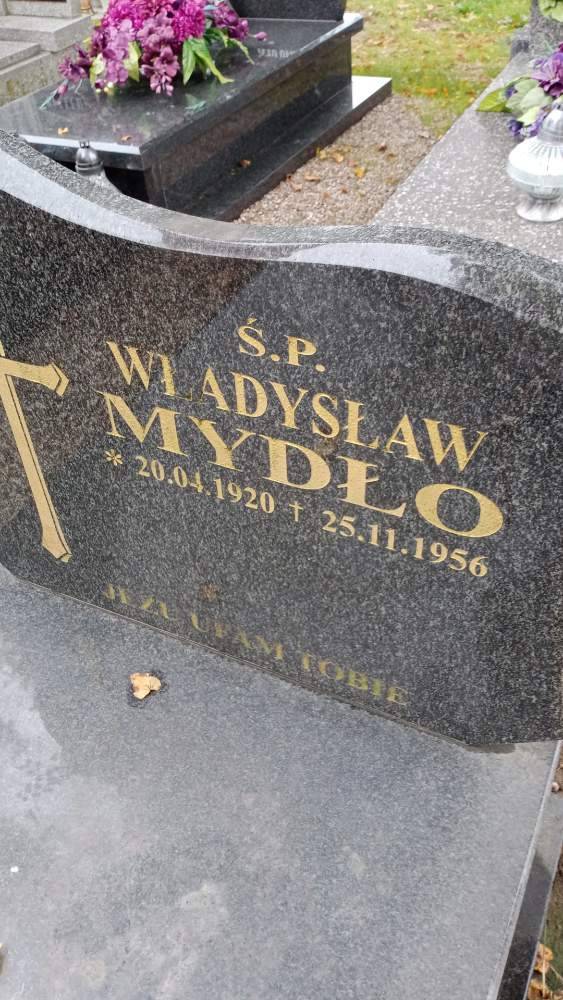 Ś.P.
WŁADYSŁAW
MYDŁO
* 20.04.1920 † 25.11.1956
JEZU UFAM TOBIE